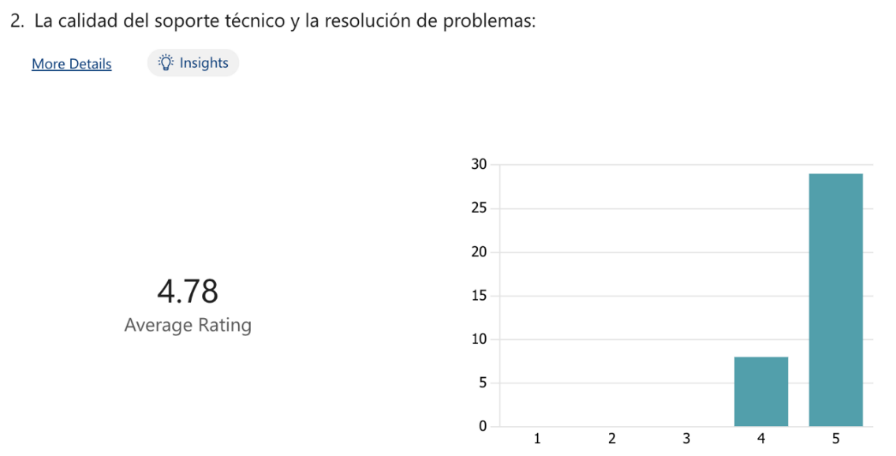 2. La calidad del soporte técnico y la resolución de problemas:
More Details
Insights
4.78
Average Rating
30
25
20
15
10
5
0
1 2 3 4 5